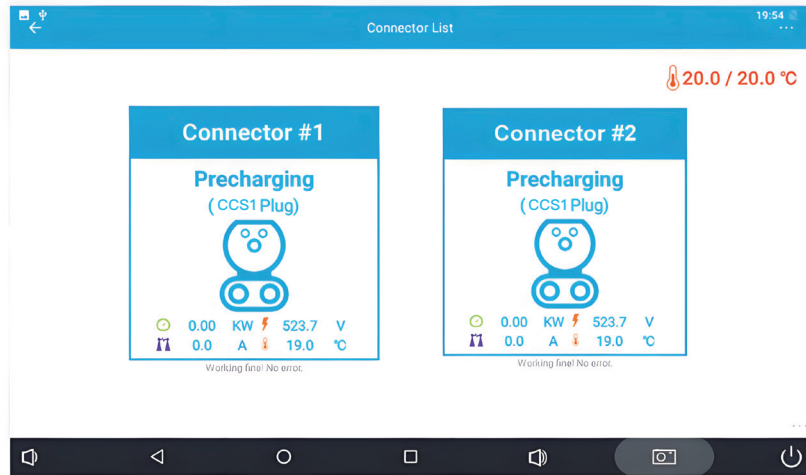 19:54
Connector List
20.0 / 20.0 ℃
Connector #1
Precharging
(CCS1 Plug)
0.00 KW 523.7 V
0.0 A 19.0 ℃
Working fine! No error.
Connector #2
Precharging
(CCS1 Plug)
0.00 KW 523.7 V
0.0 A 19.0 ℃
Working fine! No error.